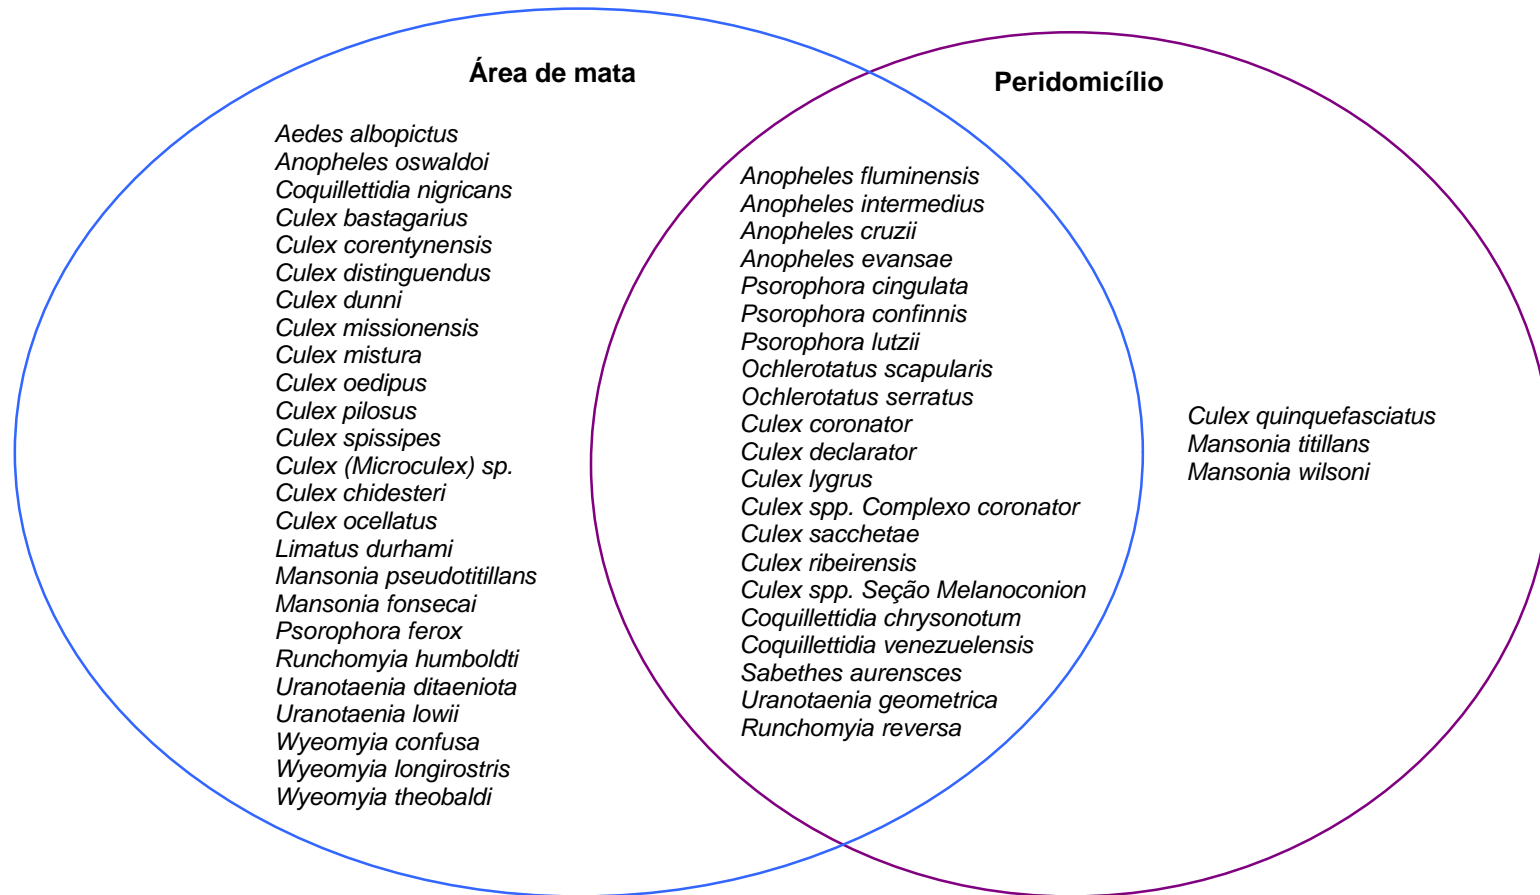 Área de mata
Aedes albopictus
Anopheles oswaldoi
Coquillettidia nigricans
Culex bastagarius
Culex corentynensis
Culex distinguendus
Culex dunni
Culex missionensis
Culex mistura
Culex oedipus
Culex pilosus
Culex spissipes
Culex (Microculex) sp.
Culex chidesteri
Culex ocellatus
Limatus durhami
Mansonia pseudotitillans
Mansonia fonsecai
Psorophora ferox
Runchomyia humboldti
Uranotaenia ditaeniota
Uranotaenia lowii
Wyeomyia confusa
Wyeomyia longirostris
Wyeomyia theobaldi
Anopheles fluminensis
Anopheles intermedius
Anopheles cruzii
Anopheles evansae
Psorophora cingulata
Psorophora confinnis
Psorophora lutzii
Ochlerotatus scapularis
Ochlerotatus serratus
Culex coronator
Culex declarator
Culex lygrus
Culex spp. Complexo coronator
Culex sacchetae
Culex ribeirensis
Culex spp. Seção Melanoconion
Coquillettidia chrysonotum
Coquillettidia venezuelensis
Sabethes aurensces
Uranotaenia geometrica
Runchomyia reversa
Peridomicílio
Culex quinquefasciatus
Mansonia titillans
Mansonia wilsoni